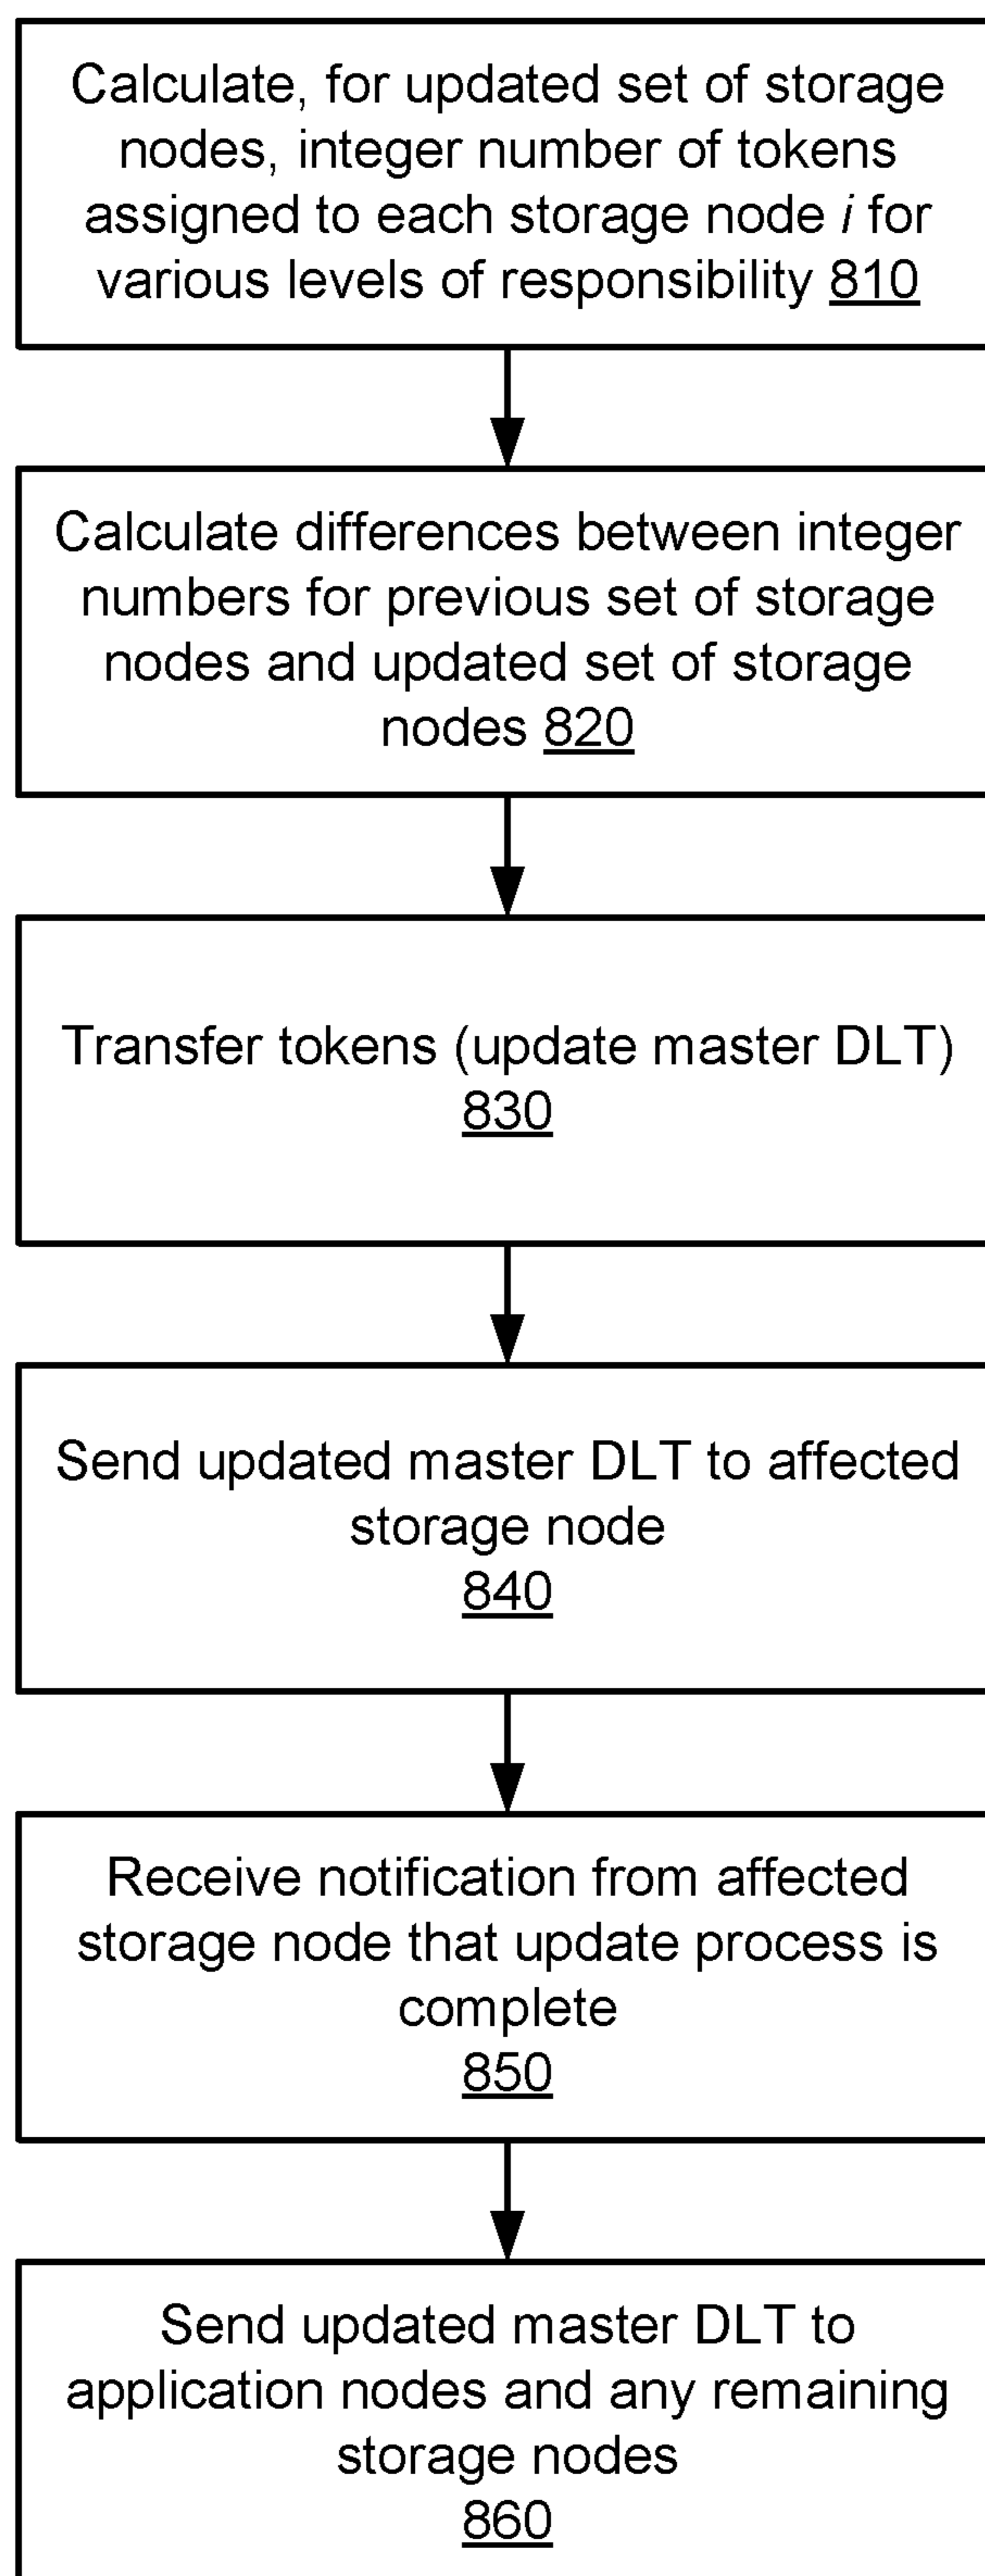 Calculate, for updated set of storage
nodes, integer number of tokens
assigned to each storage node i for
various levels of responsibility 810
Calculate differences between integer
numbers for previous set of storage
nodes and updated set of storage
nodes 820
Transfer tokens (update master DLT)
830
Send updated master DLT to affected
storage node
840
Receive notification from affected
storage node that update process is
complete
850
Send updated master DLT to
application nodes and any remaining
storage nodes
860